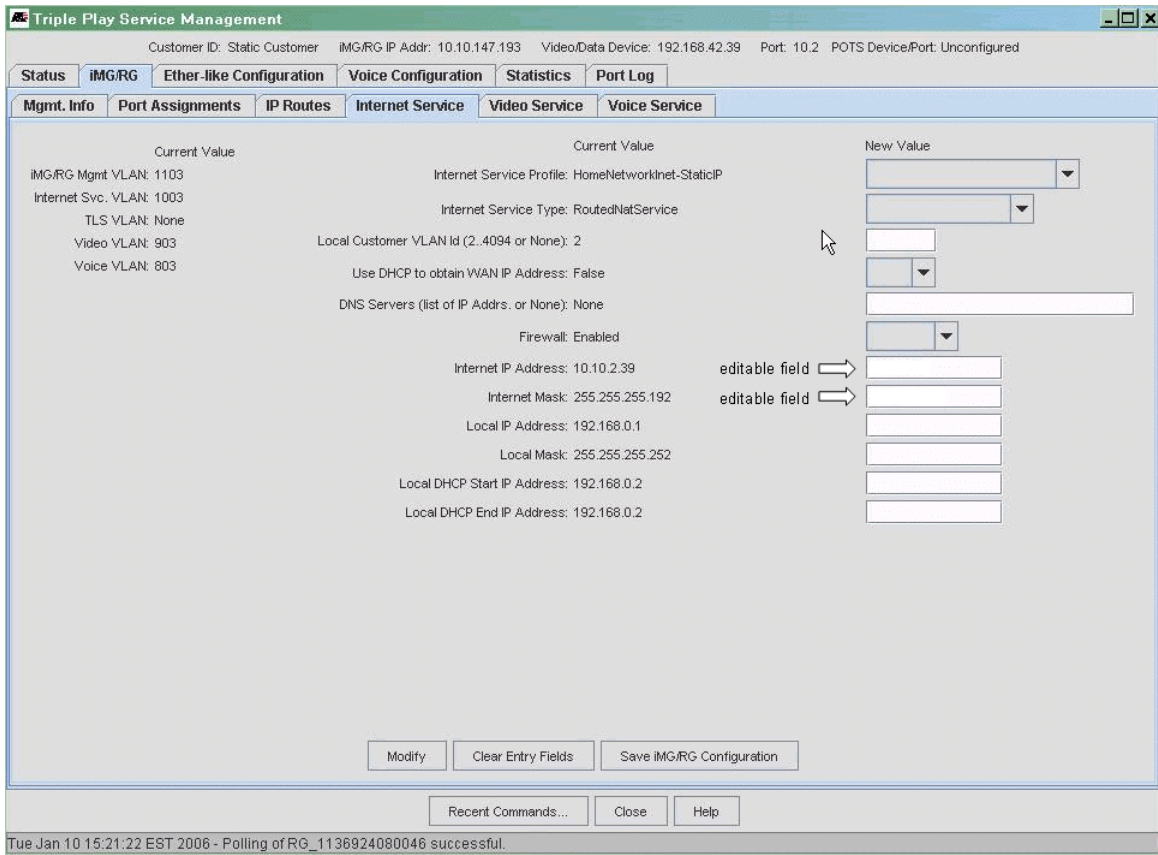 Triple Play Service Management
Customer ID: Static Customer iMG/RG IP Addr: 10.10.147.193 Video/Data Device: 192.168.42.39 Port: 10.2 POTS Device/Port: Unconfigured
Status iMG/RG Ether-like Configuration Voice Configuration Statistics Port Log
Mgmt. Info Port Assignments IP Routes Internet Service Video Service Voice Service
Current Value
iMG/RG Mgmt VLAN: 1103
Internet Svc. VLAN: 1003
TLS VLAN: None
Video VLAN: 903
Voice VLAN: 803
Current Value New Value
Internet Service Profile: HomeNetworkInet-StaticIP
Internet Service Type: RoutedNatService
Local Customer VLAN Id (2..4094 or None): 2
Use DHCP to obtain WAN IP Address: False
DNS Servers (list of IP Addrs. or None): None
Firewall: Enabled
Internet IP Address: 10.10.2.39 editable field
Internet Mask: 255.255.255.192 editable field
Local IP Address: 192.168.0.1
Local Mask: 255.255.255.252
Local DHCP Start IP Address: 192.168.0.2
Local DHCP End IP Address: 192.168.0.2
Modify Clear Entry Fields Save iMG/RG Configuration
Recent Commands... Close Help
Tue Jan 10 15:21:22 EST 2006 - Polling of RG_1136924080046 successful.